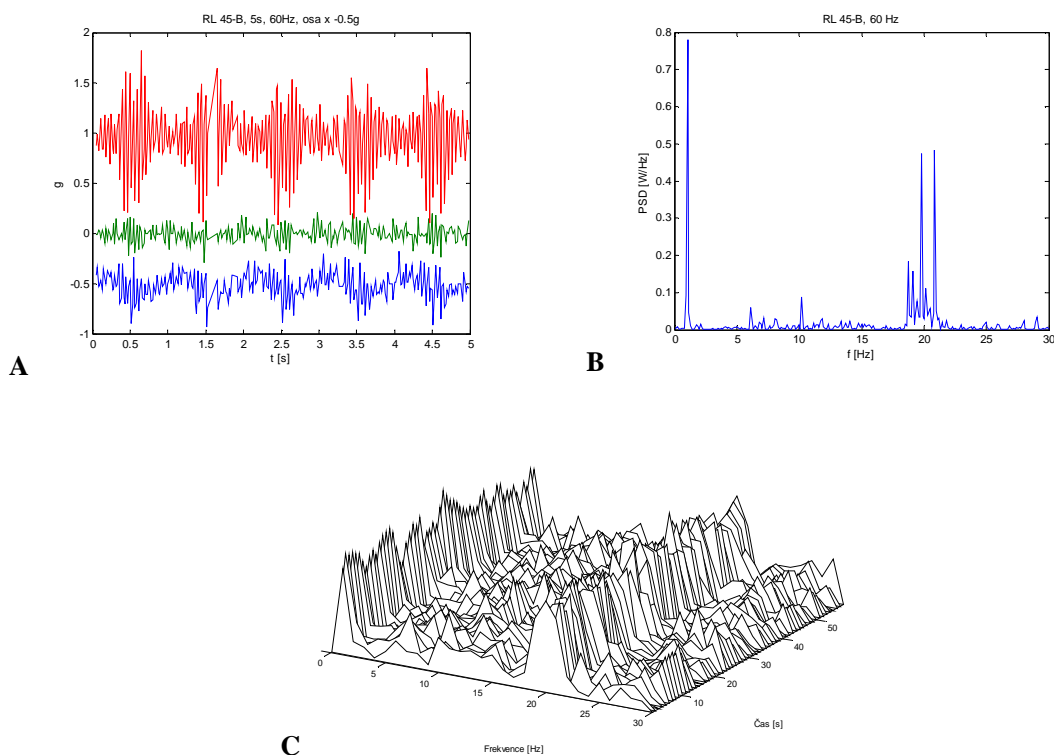 RL 45-B, 5s, 60Hz, osa x -0.5g
2
1.5
1
0.5
0
-0.5
-1
g
0 0.5 1 1.5 2 2.5 3 3.5 4 4.5 5
t [s]
A
RL 45-B, 60 Hz
0.8
0.7
0.6
0.5
0.4
0.3
0.2
0.1
0
PSD [W/Hz]
0 5 10 15 20 25 30
f [Hz]
B
0 5 10 15 20 25 30
Frekvence [Hz]
10 20 30 40 50
Čas [s]
C